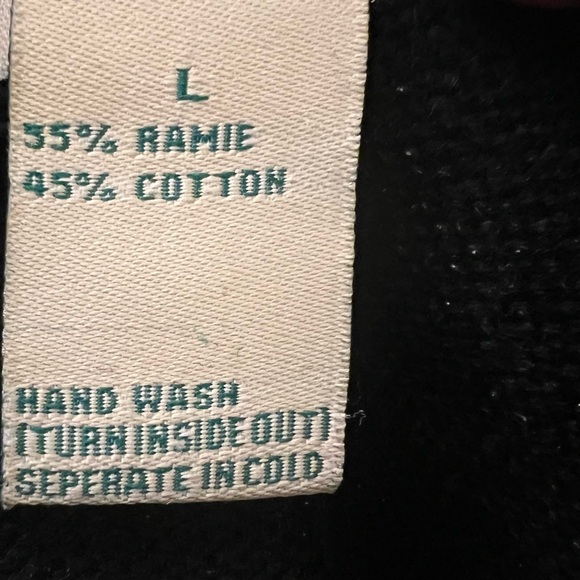 L
55% RAMIE
45% COTTON
HAND WASH
(TURN INSIDE OUT)
SEPERATE IN COLD